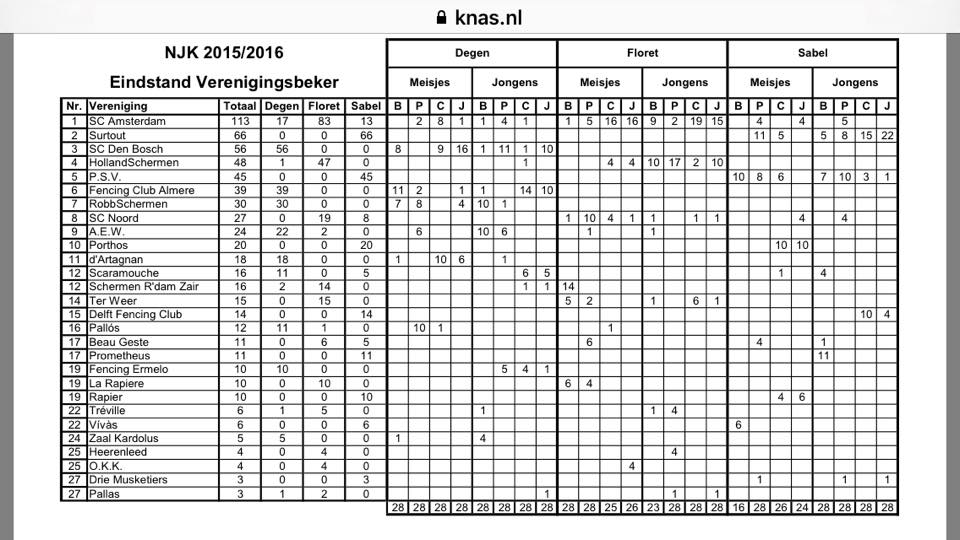 knas.nl
NJK 2015/2016 Degen Floret Sabel
Eindstand Verenigingsbeker Meisjes Jongens Meisjes Jongens Meisjes Jongens
Nr. Vereniging Totaal Degen Floret Sabel B P C J B P C J B P C J B P C J B P C J B P C J
1 SC Amsterdam 113 17 83 13 2 8 1 1 4 1 1 5 16 16 9 2 19 15 4 4 5
2 Surtout 66 0 0 66 11 5 5 8 15 22
3 SC Den Bosch 56 56 0 0 8 9 16 1 11 1 10
4 HollandSchermen 48 1 47 0 1 4 4 10 17 2 10
5 P.S.V. 45 0 0 45 10 8 6 7 10 3 1
6 Fencing Club Almere 39 39 0 0 11 2 1 1 14 10
7 RobbSchermen 30 30 0 0 7 8 4 10 1
8 SC Noord 27 0 19 8 1 10 4 1 1 1 1 4 4
9 A.E.W. 24 22 2 0 6 10 6 1 1
10 Porthos 20 0 0 20 10 10
11 d'Artagnan 18 18 0 0 1 10 6 1
12 Scaramouche 16 11 0 5 6 5 1 4
12 Schermen R'dam Zair 16 2 14 0 1 1 14
14 Ter Weer 15 0 15 0 5 2 1 6 1
15 Delft Fencing Club 14 0 0 14 10 4
16 Pallós 12 11 1 0 10 1 1
17 Beau Geste 11 0 6 5 6 4 1
17 Prometheus 11 0 0 11 11
19 Fencing Ermelo 10 10 0 0 5 4 1
19 La Rapiere 10 0 10 0 6 4
19 Rapier 10 0 0 10 4 6
22 Tréville 6 1 5 0 1 1 4
22 Vívàs 6 0 0 6 6
24 Zaal Kardolus 5 5 0 0 1 4
25 Heerenleed 4 0 4 0 4
25 O.K.K. 4 0 4 0 4
27 Drie Musketiers 3 0 0 3 1 1 1
27 Pallas 3 1 2 0 1 1 1
28 28 28 28 28 28 28 28 28 28 25 26 23 28 28 28 16 28 26 24 28 28 28 28